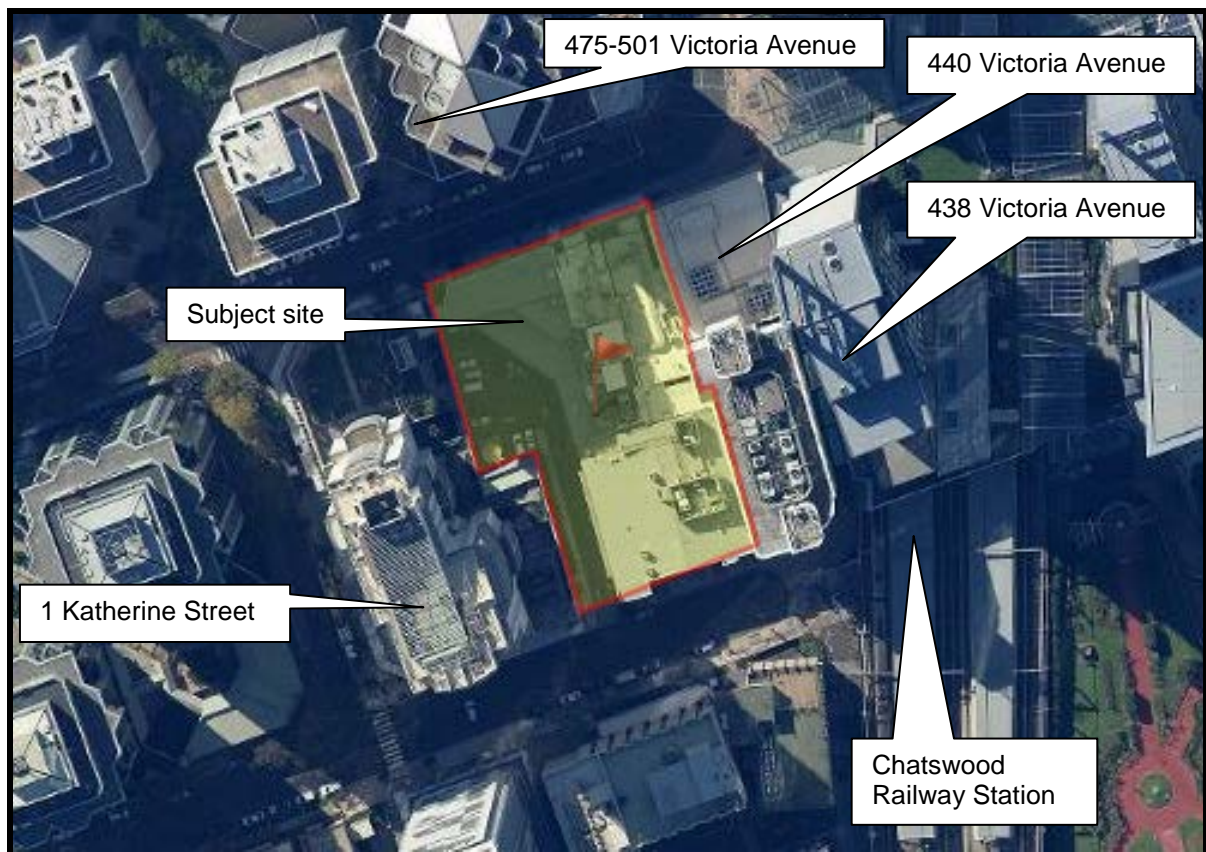 475-501 Victoria Avenue
440 Victoria Avenue
438 Victoria Avenue
Subject site
1 Katherine Street
Chatswood
Railway Station